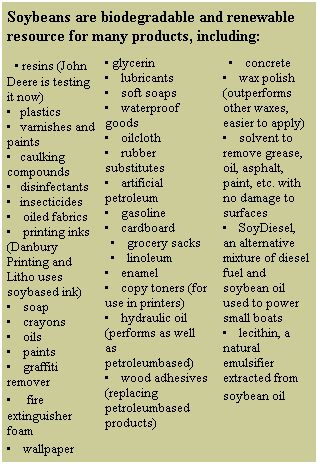 Soybeans are biodegradable and renewable
resource for many products, including:
• resins (John
Deere is testing
it now)
• plastics
• varnishes and
paints
• caulking
compounds
• disinfectants
• insecticides
• oiled fabrics
• printing inks
(Danbury
Printing and
Litho uses
soybased ink)
• soap
• crayons
• oils
• paints
• graffiti
remover
• fire
extinguisher
foam
• wallpaper
• glycerin
• lubricants
• soft soaps
• waterproof
goods
• oilcloth
• rubber
substitutes
• artificial
petroleum
• gasoline
• cardboard
• grocery sacks
• linoleum
• enamel
• copy toners (for
use in printers)
• hydraulic oil
(performs as well
as
petroleumbased)
• wood adhesives
(replacing
petroleumbased
products)
• concrete
• wax polish
(outperforms
other waxes,
easier to apply)
• solvent to
remove grease,
oil, asphalt,
paint, etc. with
no damage to
surfaces
• SoyDiesel,
an alternative
mixture of diesel
fuel and
soybean oil
used to power
small boats
• lecithin, a
natural
emulsifier
extracted from
soybean oil